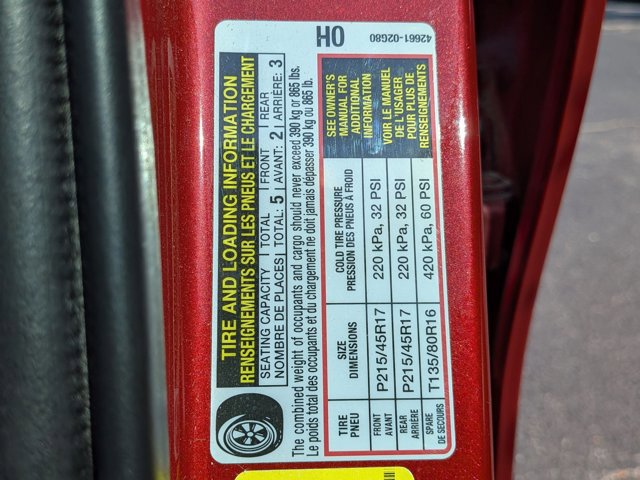 TIRE AND LOADING INFORMATION
RENSEIGNEMENTS SUR LES PNEUS ET LE CHARGEMENT
SEATING CAPACITY | TOTAL | FRONT | REAR
NOMBRE DE PLACES | TOTAL: 5 | AVANT: 2 | ARRIÈRE: 3
The combined weight of occupants and cargo should never exceed 390 kg or 865 lbs.
Le poids total des occupants et du chargement ne doit jamais dépasser 390 kg ou 865 lb.
TIRE SIZE COLD TIRE PRESSURE
PNEU DIMENSIONS PRESSION DES PNEUS À FROID
FRONT
AVANT P215/45R17 220 kPa, 32 PSI
REAR
ARRIÈRE P215/45R17 220 kPa, 32 PSI
SPARE
DE SECOURS T135/80R16 420 kPa, 60 PSI
SEE OWNER'S
MANUAL FOR
ADDITIONAL
INFORMATION
VOIR LE MANUEL
DE L'USAGER
POUR PLUS DE
RENSEIGNEMENTS
HO
42661-02G80